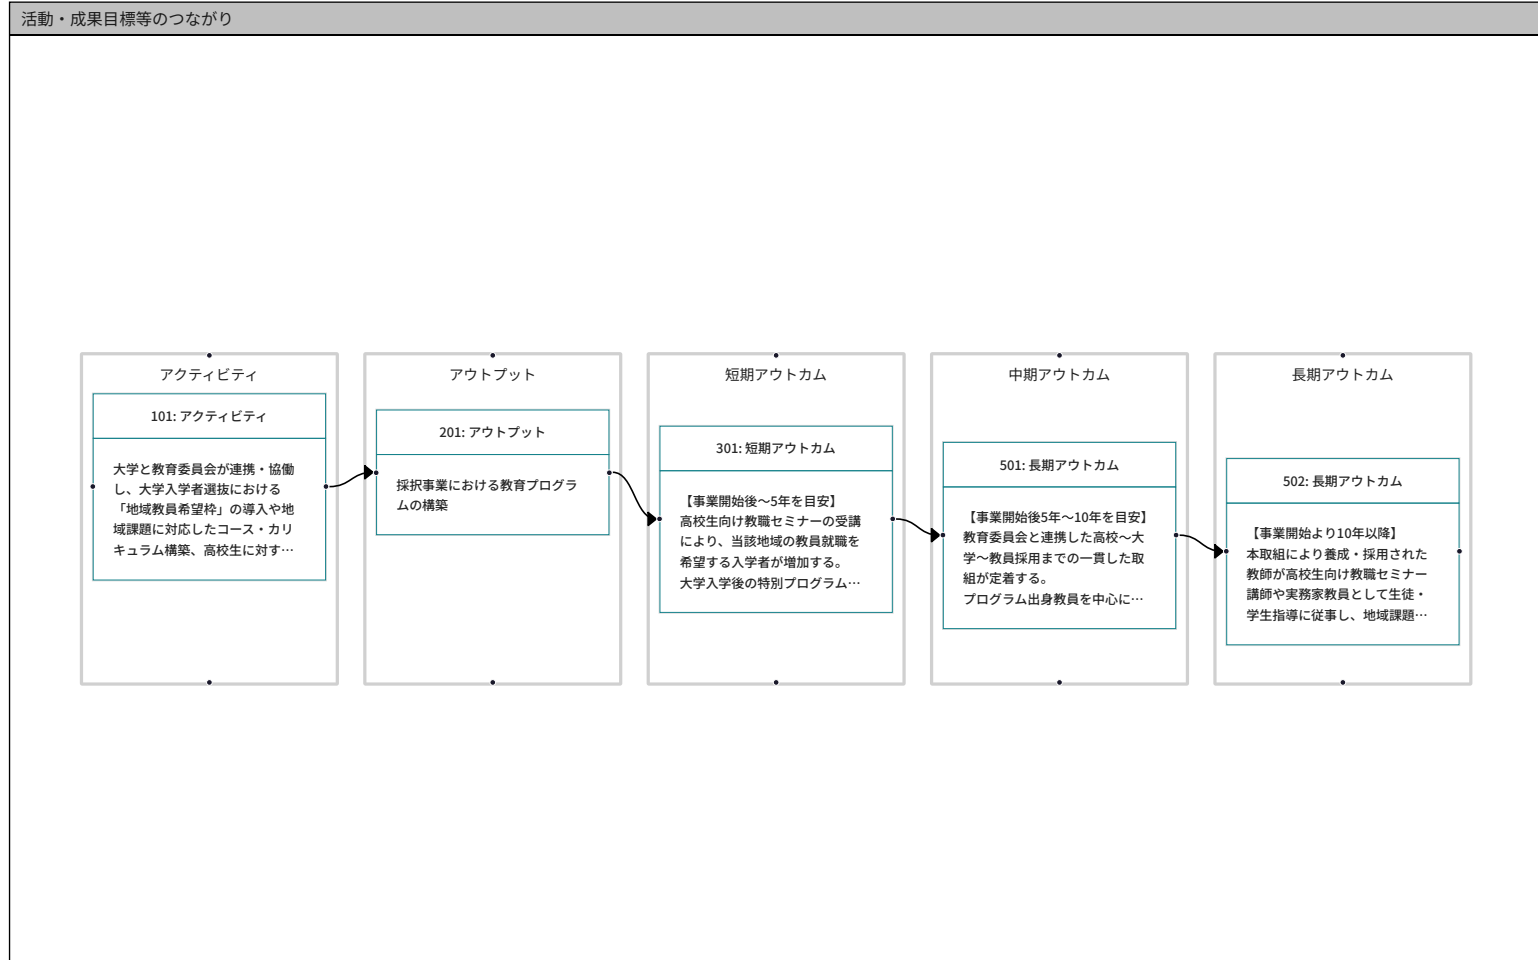 活動・成果目標等のつながり
アクティビティ
101: アクティビティ
大学と教育委員会が連携・協働
し、大学入学者選抜における
「地域教員希望枠」の導入や地
域課題に対応したコース・カリ
キュラム構築、高校生に対す…
アウトプット
201: アウトプット
採択事業における教育プログラ
ムの構築
短期アウトカム
301: 短期アウトカム
【事業開始後～5年を目安】
高校生向け教職セミナーの受講
により、当該地域の教員就職を
希望する入学者が増加する。
大学入学後の特別プログラム…
中期アウトカム
501: 長期アウトカム
【事業開始後5年～10年を目安】
教育委員会と連携した高校～大
学～教員採用までの一貫した取
組が定着する。
プログラム出身教員を中心に…
長期アウトカム
502: 長期アウトカム
【事業開始より10年以降】
本取組により養成・採用された
教師が高校生向け教職セミナー
講師や実務家教員として生徒・
学生指導に従事し、地域課題…